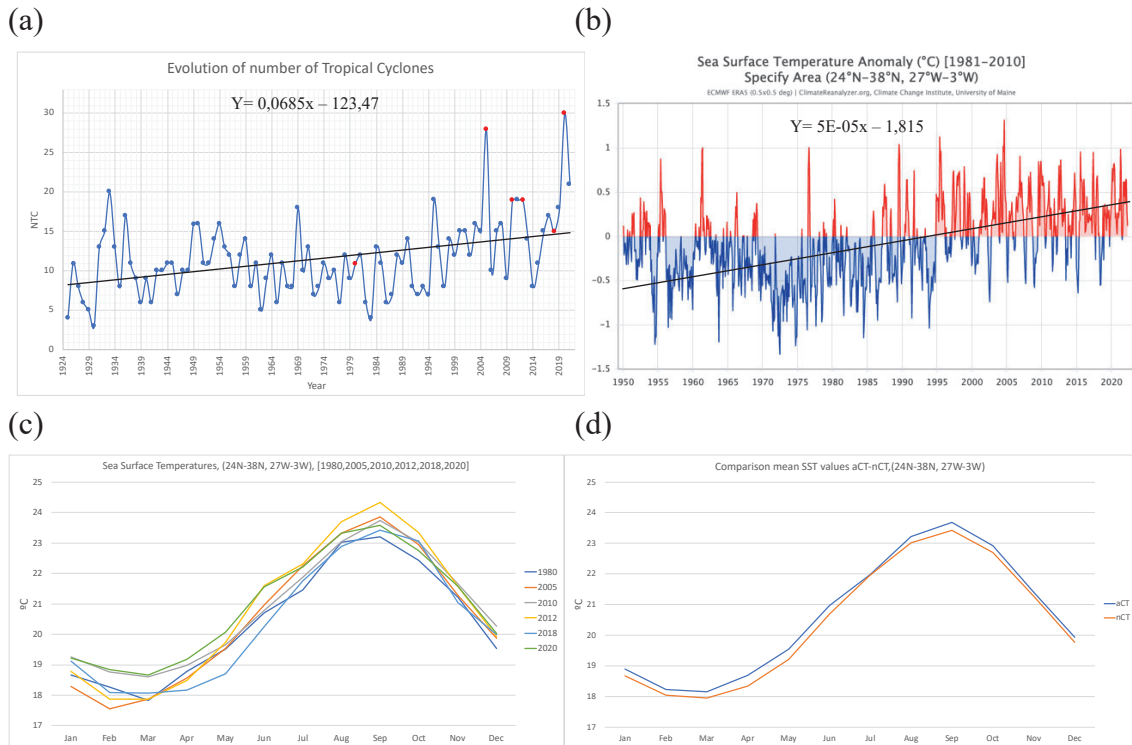 (a)
Evolution of number of Tropical Cyclones
Y= 0,0685x – 123,47
NTC
30
25
20
15
10
5
0
1924 1929 1934 1939 1944 1949 1954 1959 1964 1969 1974 1979 1984 1989 1994 1999 2004 2009 2014 2019
Year
(b)
Sea Surface Temperature Anomaly (°C) [1981–2010]
Specify Area (24°N–38°N, 27°W–3°W)
ECMWF ERA5 (0.5x0.5 deg) | ClimateReanalyzer.org, Climate Change Institute, University of Maine
Y= 5E-05x – 1,815
1.5
1
0.5
0
−0.5
−1
−1.5
1950 1955 1960 1965 1970 1975 1980 1985 1990 1995 2000 2005 2010 2015 2020
(c)
Sea Surface Temperatures, (24N-38N, 27W-3W), [1980,2005,2010,2012,2018,2020]
ºC
25
24
23
22
21
20
19
18
17
Jan Feb Mar Apr May Jun Jul Aug Sep Oct Nov Dec
1980
2005
2010
2012
2018
2020
(d)
Comparison mean SST values aCT-nCT,(24N-38N, 27W-3W)
ºC
25
24
23
22
21
20
19
18
17
Jan Feb Mar Apr May Jun Jul Aug Sep Oct Nov Dec
aCT
nCT